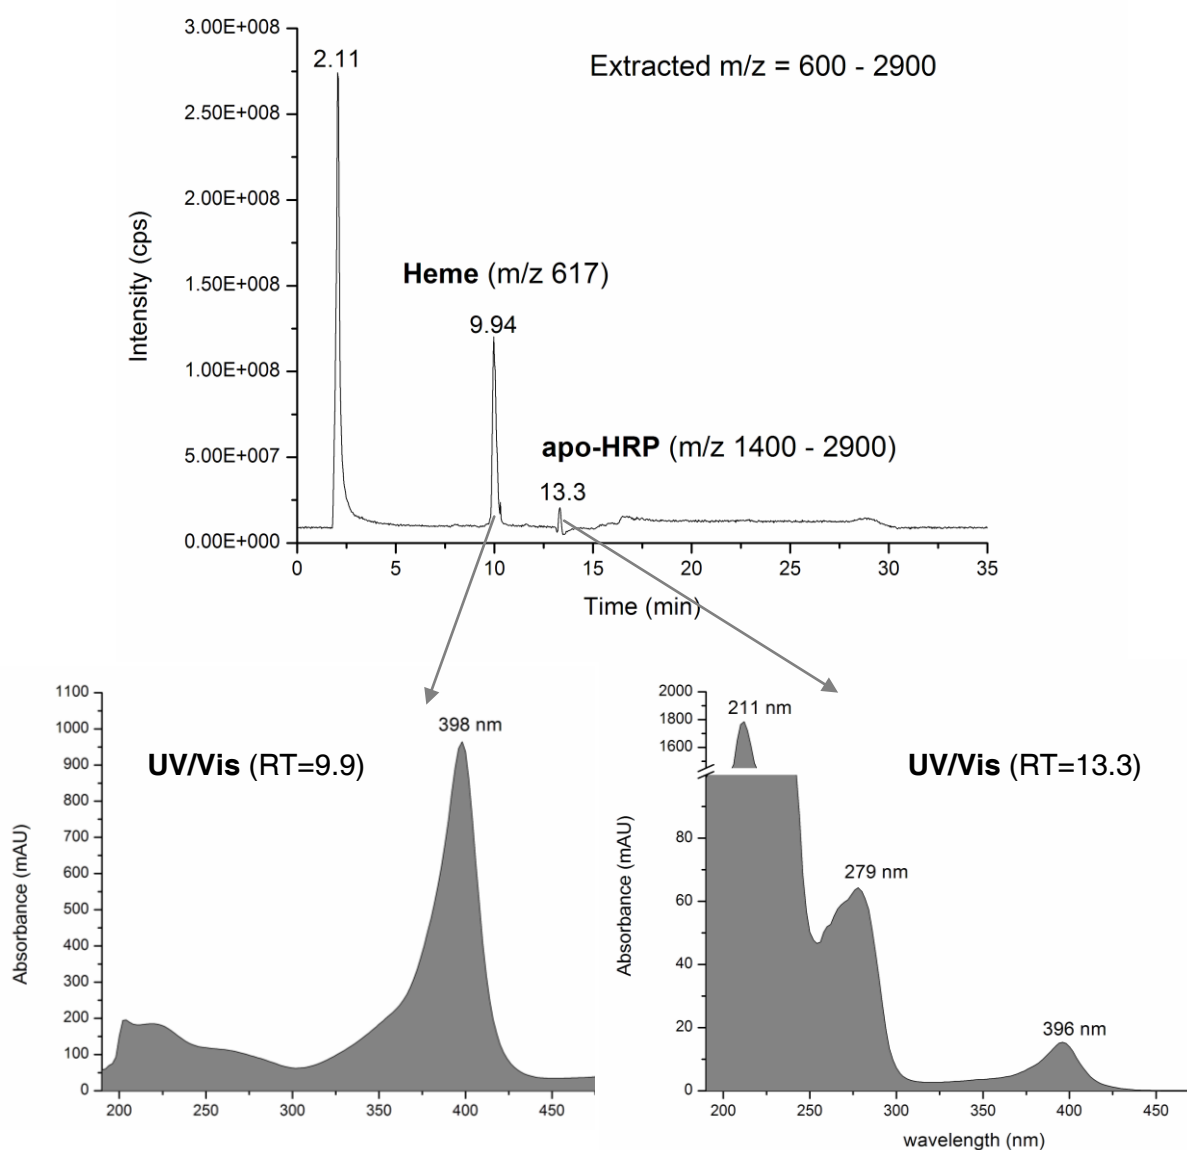 3.00E+008
2.50E+008
2.00E+008
1.50E+008
1.00E+008
5.00E+007
0.00E+000
Intensity (cps)
2.11
Extracted m/z = 600 - 2900
Heme (m/z 617)
9.94
apo-HRP (m/z 1400 - 2900)
13.3
0 5 10 15 20 25 30 35
Time (min)
1100
1000
900
800
700
600
500
400
300
200
100
0
Absorbance (mAU)
398 nm
UV/Vis (RT=9.9)
200 250 300 350 400 450
2000
1800
1600
80
60
40
20
0
Absorbance (mAU)
211 nm
UV/Vis (RT=13.3)
279 nm
396 nm
200 250 300 350 400 450
wavelength (nm)